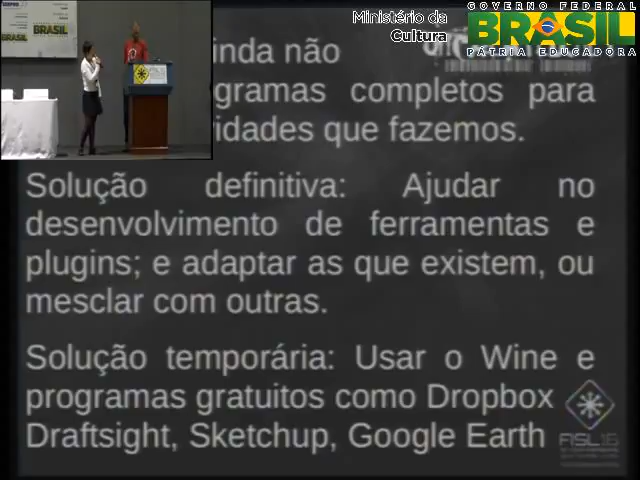 Ministério da
Cultura
GOVERNO FEDERAL
BRASIL
PÁTRIA EDUCADORA
SERPRO
BRASIL
inda não
gramas completos para
idades que fazemos.
Solução definitiva: Ajudar no
desenvolvimento de ferramentas e
plugins; e adaptar as que existem, ou
mesclar com outras.
Solução temporária: Usar o Wine e
programas gratuitos como Dropbox
Draftsight, Sketchup, Google Earth
FISL16